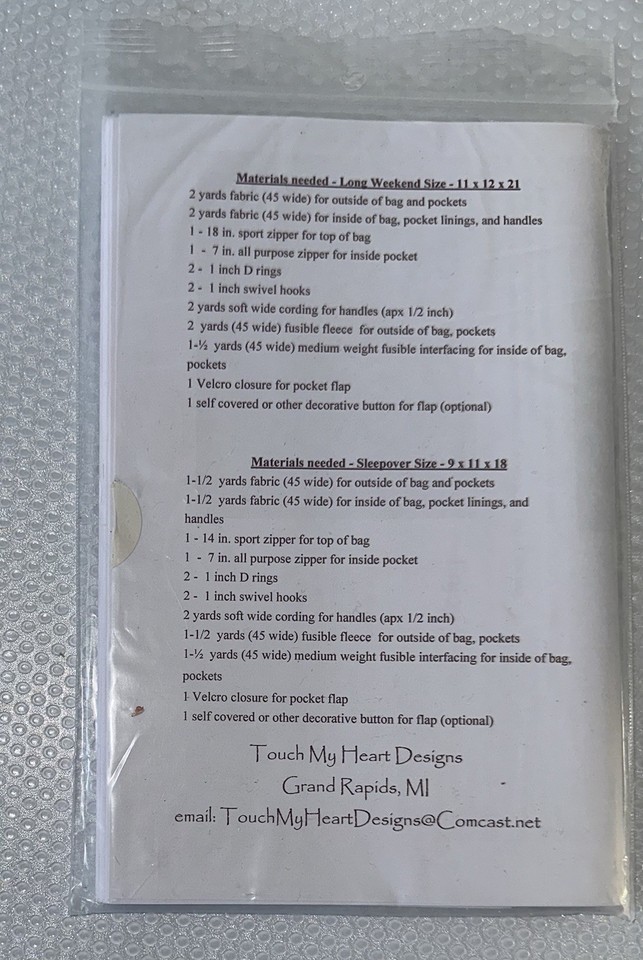 Materials needed - Long Weekend Size - 11 x 12 x 21
2 yards fabric (45 wide) for outside of bag and pockets
2 yards fabric (45 wide) for inside of bag, pocket linings, and handles
1 - 18 in. sport zipper for top of bag
1 - 7 in. all purpose zipper for inside pocket
2 - 1 inch D rings
2 - 1 inch swivel hooks
2 yards soft wide cording for handles (apx 1/2 inch)
2 yards (45 wide) fusible fleece for outside of bag, pockets
1-½ yards (45 wide) medium weight fusible interfacing for inside of bag,
pockets
1 Velcro closure for pocket flap
1 self covered or other decorative button for flap (optional)
Materials needed - Sleepover Size - 9 x 11 x 18
1-1/2 yards fabric (45 wide) for outside of bag and pockets
1-1/2 yards fabric (45 wide) for inside of bag, pocket linings, and
handles
1 - 14 in. sport zipper for top of bag
1 - 7 in. all purpose zipper for inside pocket
2 - 1 inch D rings
2 - 1 inch swivel hooks
2 yards soft wide cording for handles (apx 1/2 inch)
1-1/2 yards (45 wide) fusible fleece for outside of bag, pockets
1-½ yards (45 wide) medium weight fusible interfacing for inside of bag,
pockets
1 Velcro closure for pocket flap
1 self covered or other decorative button for flap (optional)
Touch My Heart Designs
Grand Rapids, MI
email: TouchMyHeartDesigns@Comcast.net